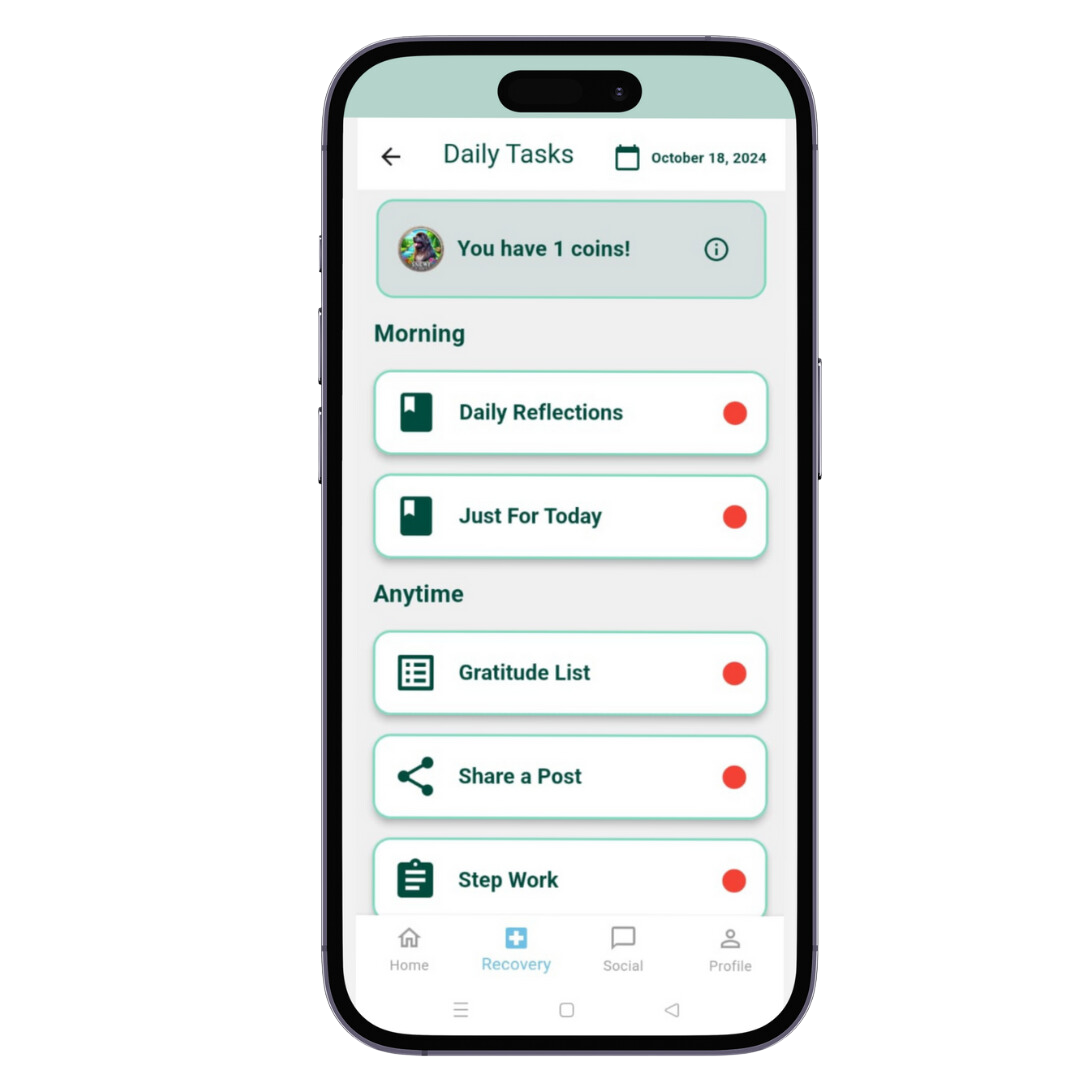 Daily Tasks
October 18, 2024
You have 1 coins!
Morning
Daily Reflections
Just For Today
Anytime
Gratitude List
Share a Post
Step Work
Home
Recovery
Social
Profile